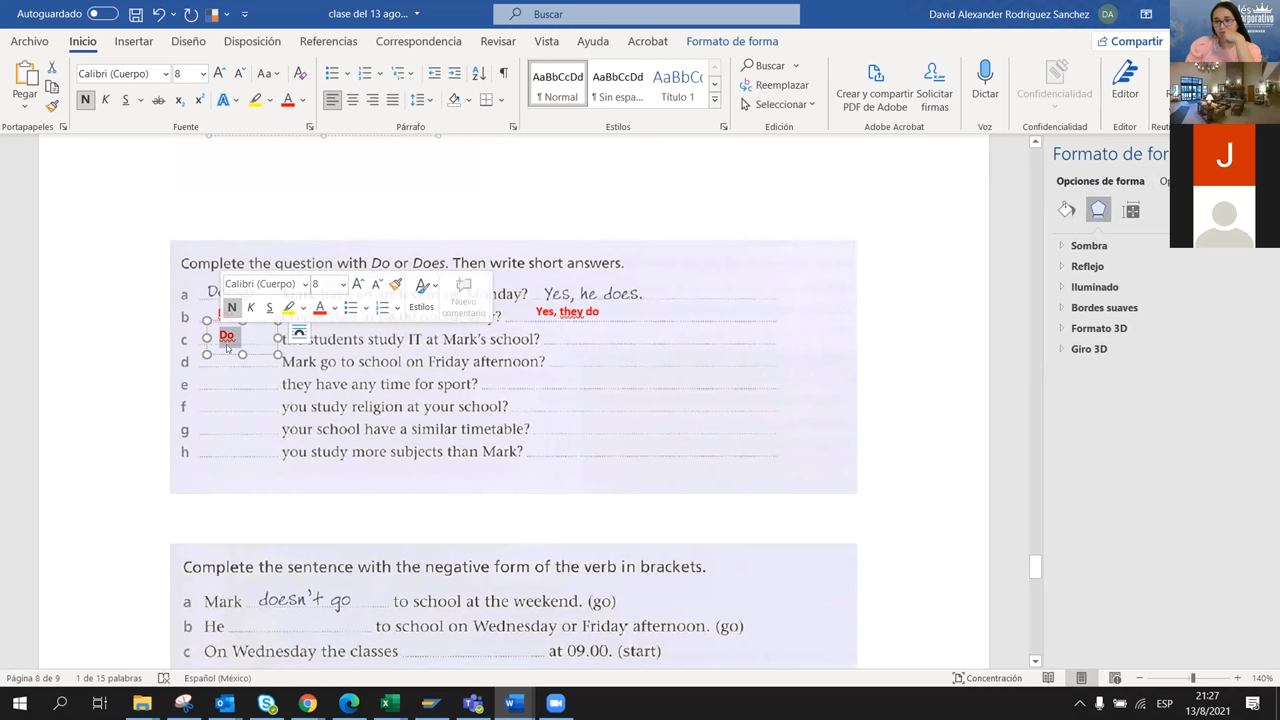 Autoguardado
clase del 13 ago...
Buscar
David Alexander Rodriguez Sanchez
DA
Archivo
Inicio
Insertar
Diseño
Disposición
Referencias
Correspondencia
Revisar
Vista
Ayuda
Acrobat
Formato de forma
Compartir
Pegar
Calibri (Cuerpo)
8
N K S
AaBbCcDd
AaBbCcDd
AaBbC
¶ Normal
¶ Sin espa...
Título 1
Buscar
Reemplazar
Seleccionar
Crear y compartir PDF de Adobe
Solicitar firmas
Dictar
Confidencialidad
Editor
Portapapeles
Fuente
Párrafo
Estilos
Edición
Adobe Acrobat
Voz
Confidencialidad
Editor
J
Formato de for
Opciones de forma
Sombra
Reflejo
Iluminado
Bordes suaves
Formato 3D
Giro 3D
Complete the question with Do or Does. Then write short answers.
Calibri (Cuerpo) 8
N K S
Estilos
Nuevo comentario
a Yes, he does.
b Yes, they do
c Do students study IT at Mark's school?
d Mark go to school on Friday afternoon?
e they have any time for sport?
f you study religion at your school?
g your school have a similar timetable?
h you study more subjects than Mark?
Complete the sentence with the negative form of the verb in brackets.
a Mark doesn't go to school at the weekend. (go)
b He to school on Wednesday or Friday afternoon. (go)
c On Wednesday the classes at 09.00. (start)
Página 8 de 9
1 de 15 palabras
Español (México)
Concentración
140%
ESP
21:27
13/8/2021